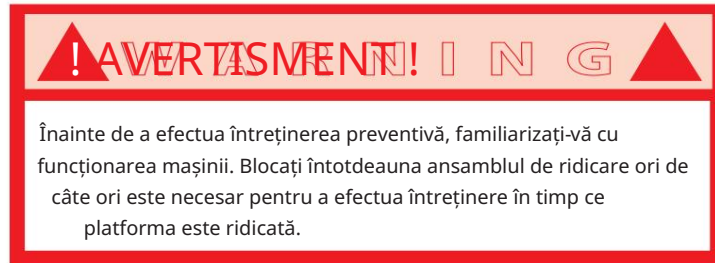 ! AVERTISMENT! WARNING
Înainte de a efectua întreținerea preventivă, familiarizați-vă cu
funcționarea mașinii. Blocați întotdeauna ansamblul de ridicare ori de
câte ori este necesar pentru a efectua întreținere în timp ce
platforma este ridicată.